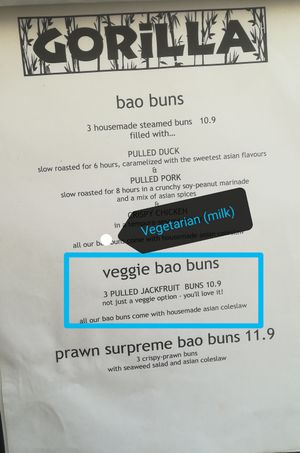 GORiLLA
bao buns
3 housemade steamed buns 10.9
filled with...
PULLED DUCK
slow roasted for 6 hours, caramelized with the sweetest asian flavours
&
PULLED PORK
slow roasted for 8 hours in a crunchy soy-peanut marinade
and a mix of asian spices
&
CRISPY CHICKEN
in a
Vegetarian (milk)
all our bao buns come with housemade asian coleslaw
veggie bao buns
3 PULLED JACKFRUIT BUNS 10.9
not just a veggie option - you'll love it!
all our bao buns come with housemade asian coleslaw
prawn surpreme bao buns 11.9
3 crispy-prawn buns
with seaweed salad and asian coleslaw